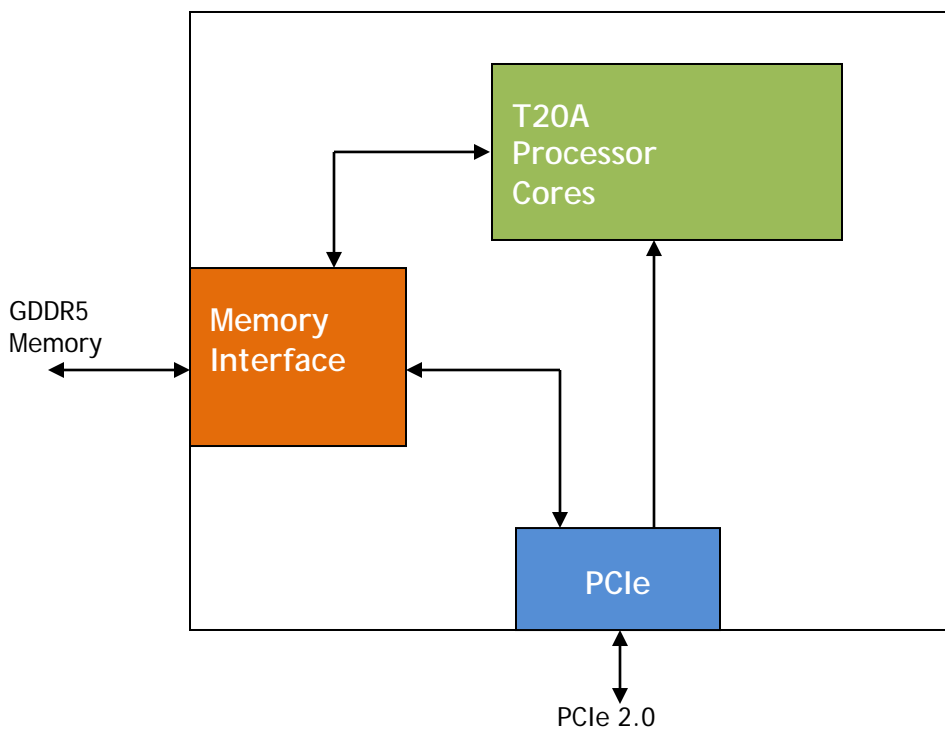 T20A
Processor
Cores
GDDR5
Memory
Memory
Interface
PCIe
PCIe 2.0